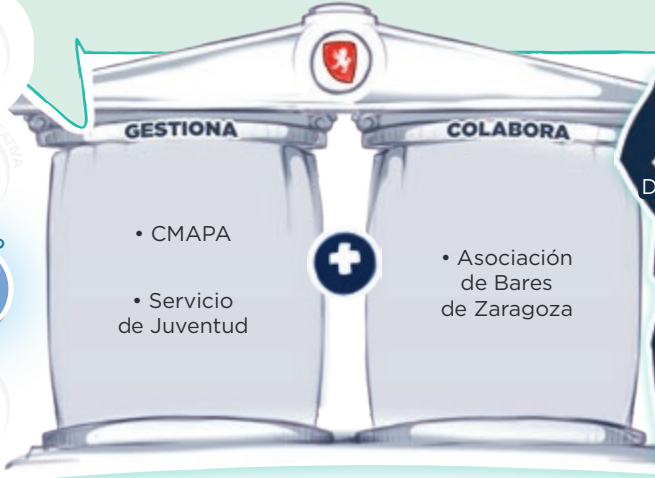 GESTIONA
• CMAPA
• Servicio
de Juventud
COLABORA
• Asociación
de Bares
de Zaragoza